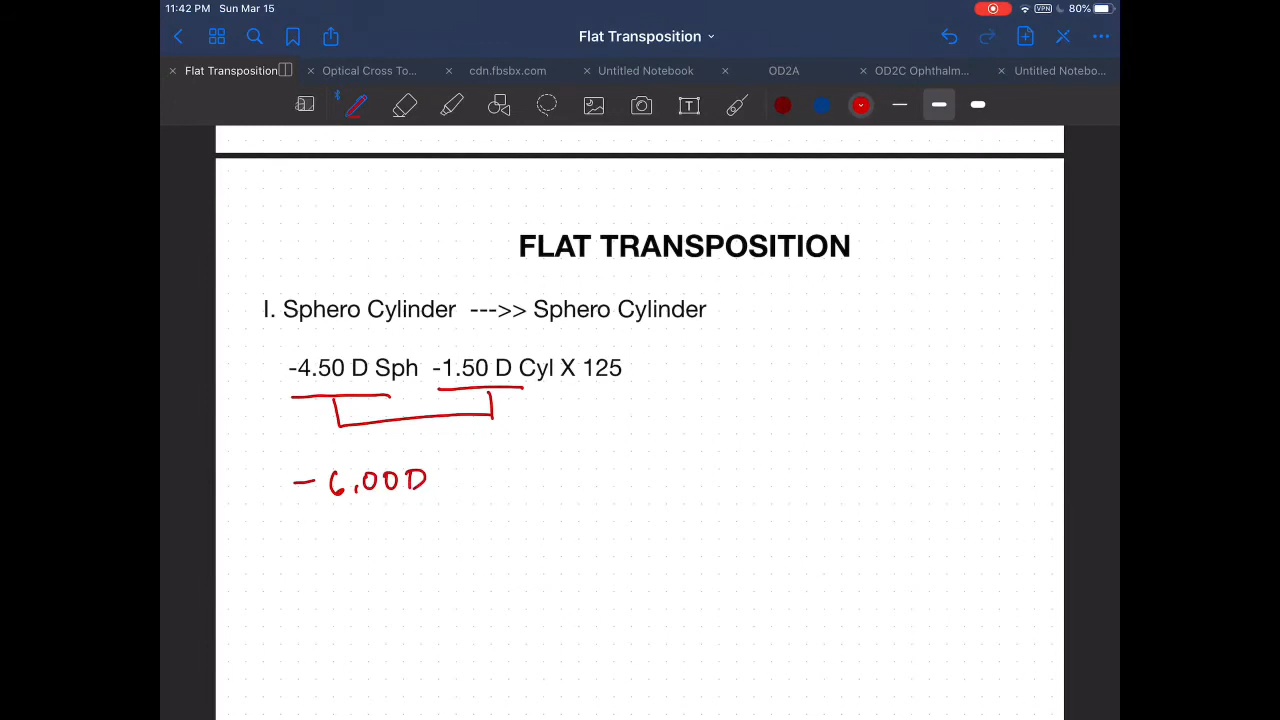 11:42 PM Sun Mar 15 VPN 80%
Flat Transposition
Flat Transposition Optical Cross To... cdn.fbsbx.com Untitled Notebook OD2A OD2C Ophthalm... Untitled Notebo...
T
FLAT TRANSPOSITION
I. Sphero Cylinder --->> Sphero Cylinder
-4.50 D Sph -1.50 D Cyl X 125
- 6.00D